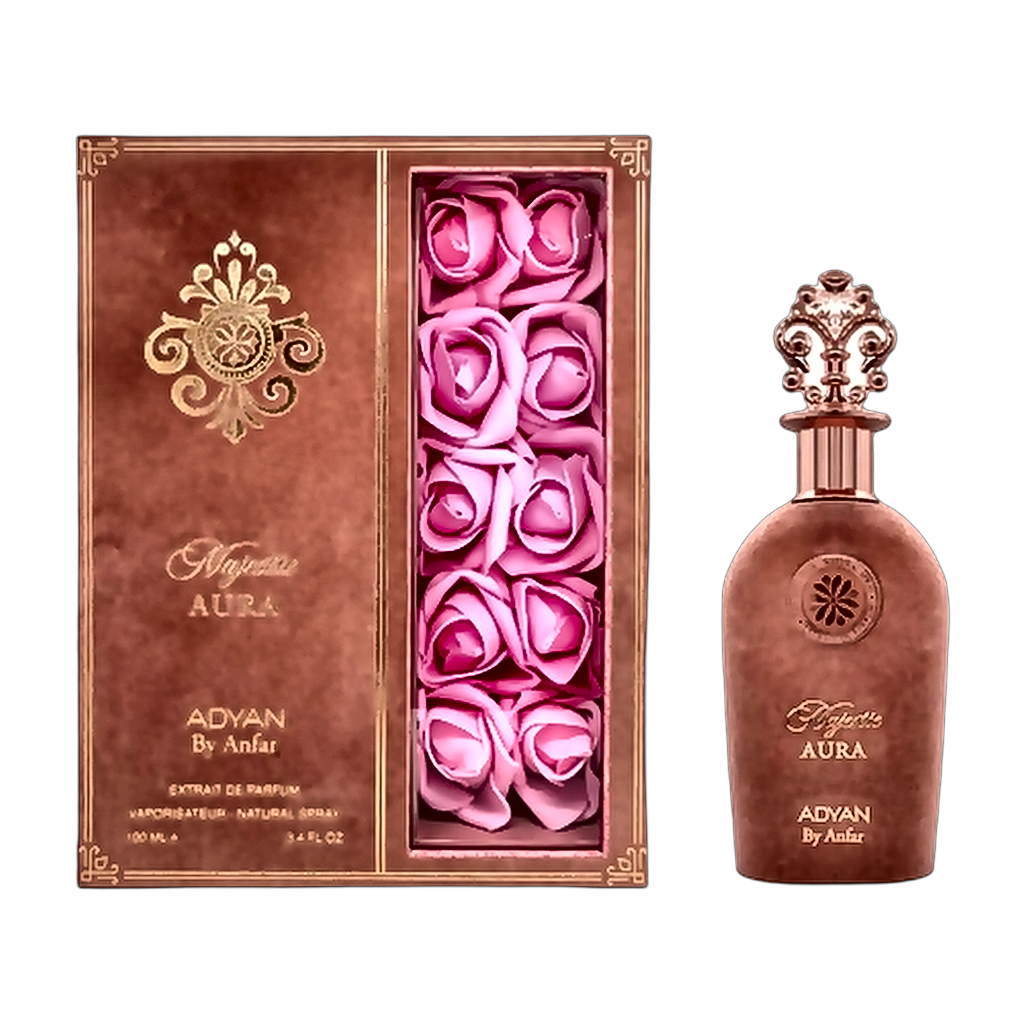 Majestic
AURA
ADYAN
By Anfar
EXTRAIT DE PARFUM
VAPORISATEUR - NATURAL SPRAY
100 ML ℮ 3.4 FL OZ
Majestic
AURA
ADYAN
By Anfar